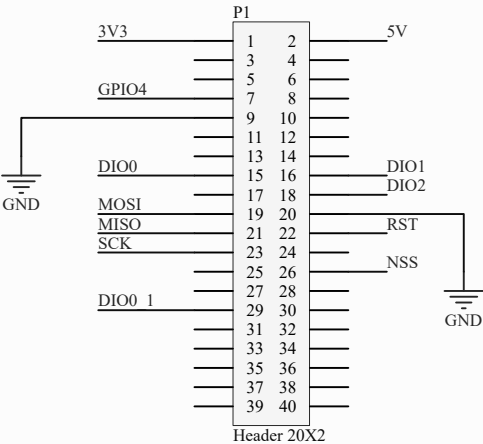 P1
3V3 1 2 5V
3 4
5 6
GPIO4 7 8
9 10
11 12
13 14
DIO0 15 16 DIO1
17 18 DIO2
GND
MOSI 19 20
MISO 21 22 RST
SCK 23 24
25 26 NSS
27 28
DIO0_1 29 30
GND
31 32
33 34
35 36
37 38
39 40
Header 20X2